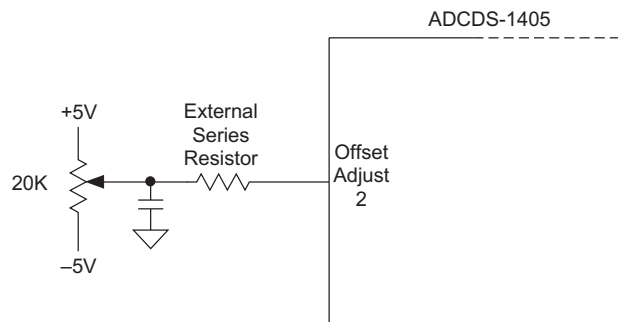 ADCDS-1405
+5V
External
Series
Resistor
20K
Offset
Adjust
2
–5V